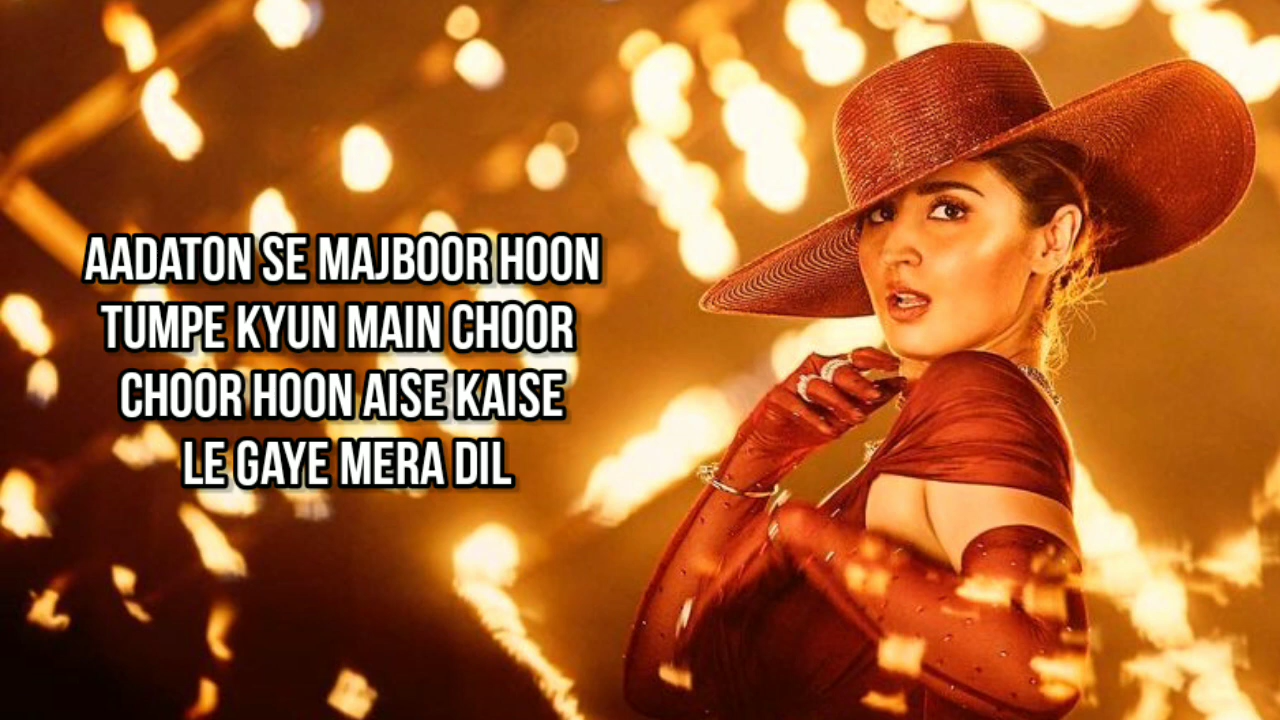 AADATON SE MAJBOOR HOON
TUMPE KYUN MAIN CHOOR
CHOOR HOON AISE KAISE
LE GAYE MERA DIL